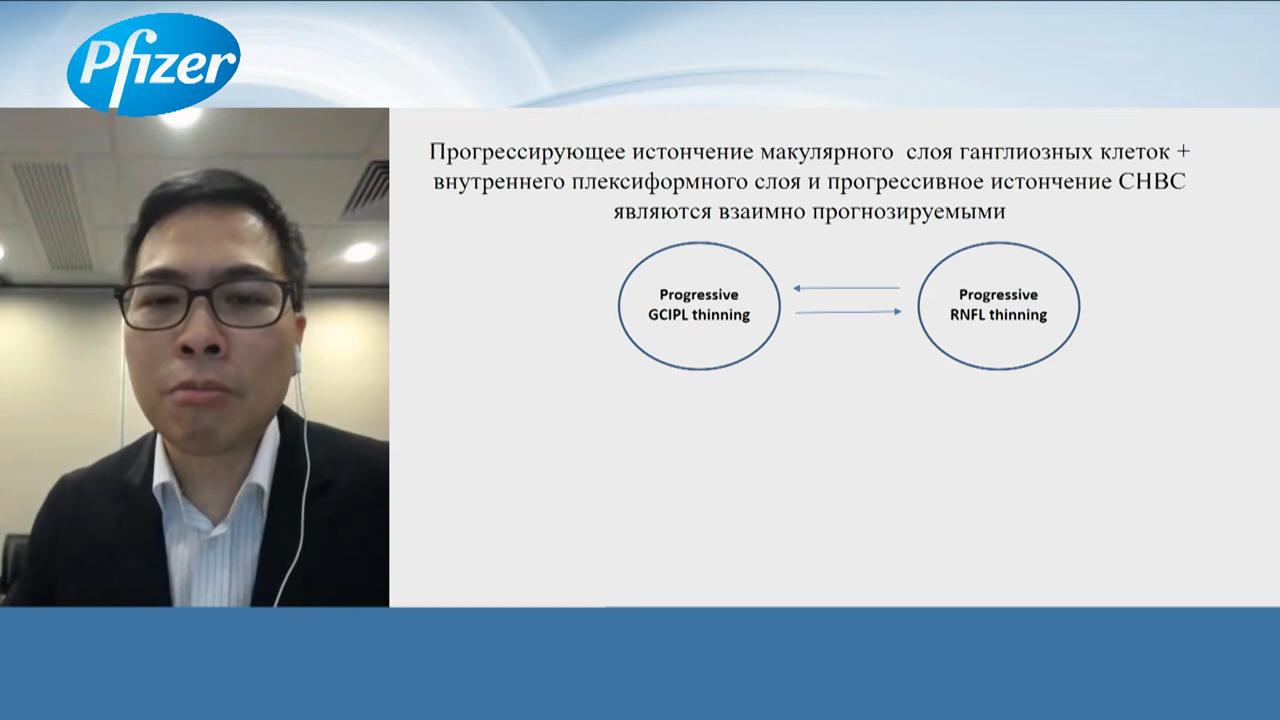 Pfizer
Прогрессирующее истончение макулярного слоя ганглиозных клеток +
внутреннего плексиформного слоя и прогрессивное истончение СНВС
являются взаимно прогнозируемыми
Progressive
GCIPL thinning
Progressive
RNFL thinning